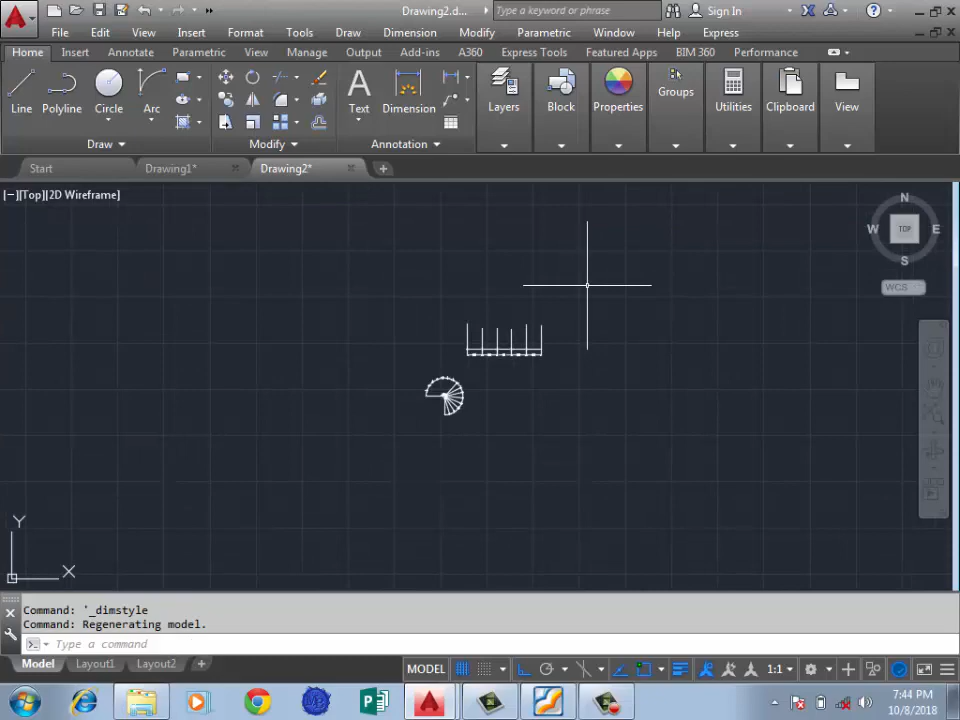 Drawing2.d...
Type a keyword or phrase
Sign In
File Edit View Insert Format Tools Draw Dimension Modify Parametric Window Help Express
Home Insert Annotate Parametric View Manage Output Add-ins A360 Express Tools Featured Apps BIM 360 Performance
Line Polyline Circle Arc Text Dimension Layers Block Properties Groups Utilities Clipboard View
Draw Modify Annotation
Start Drawing1* Drawing2*
[−][Top][2D Wireframe]
N
W TOP E
S
WCS
Y
X
Command: '_dimstyle
Command: Regenerating model.
Type a command
Model Layout1 Layout2 MODEL 1:1
7:44 PM
10/8/2018